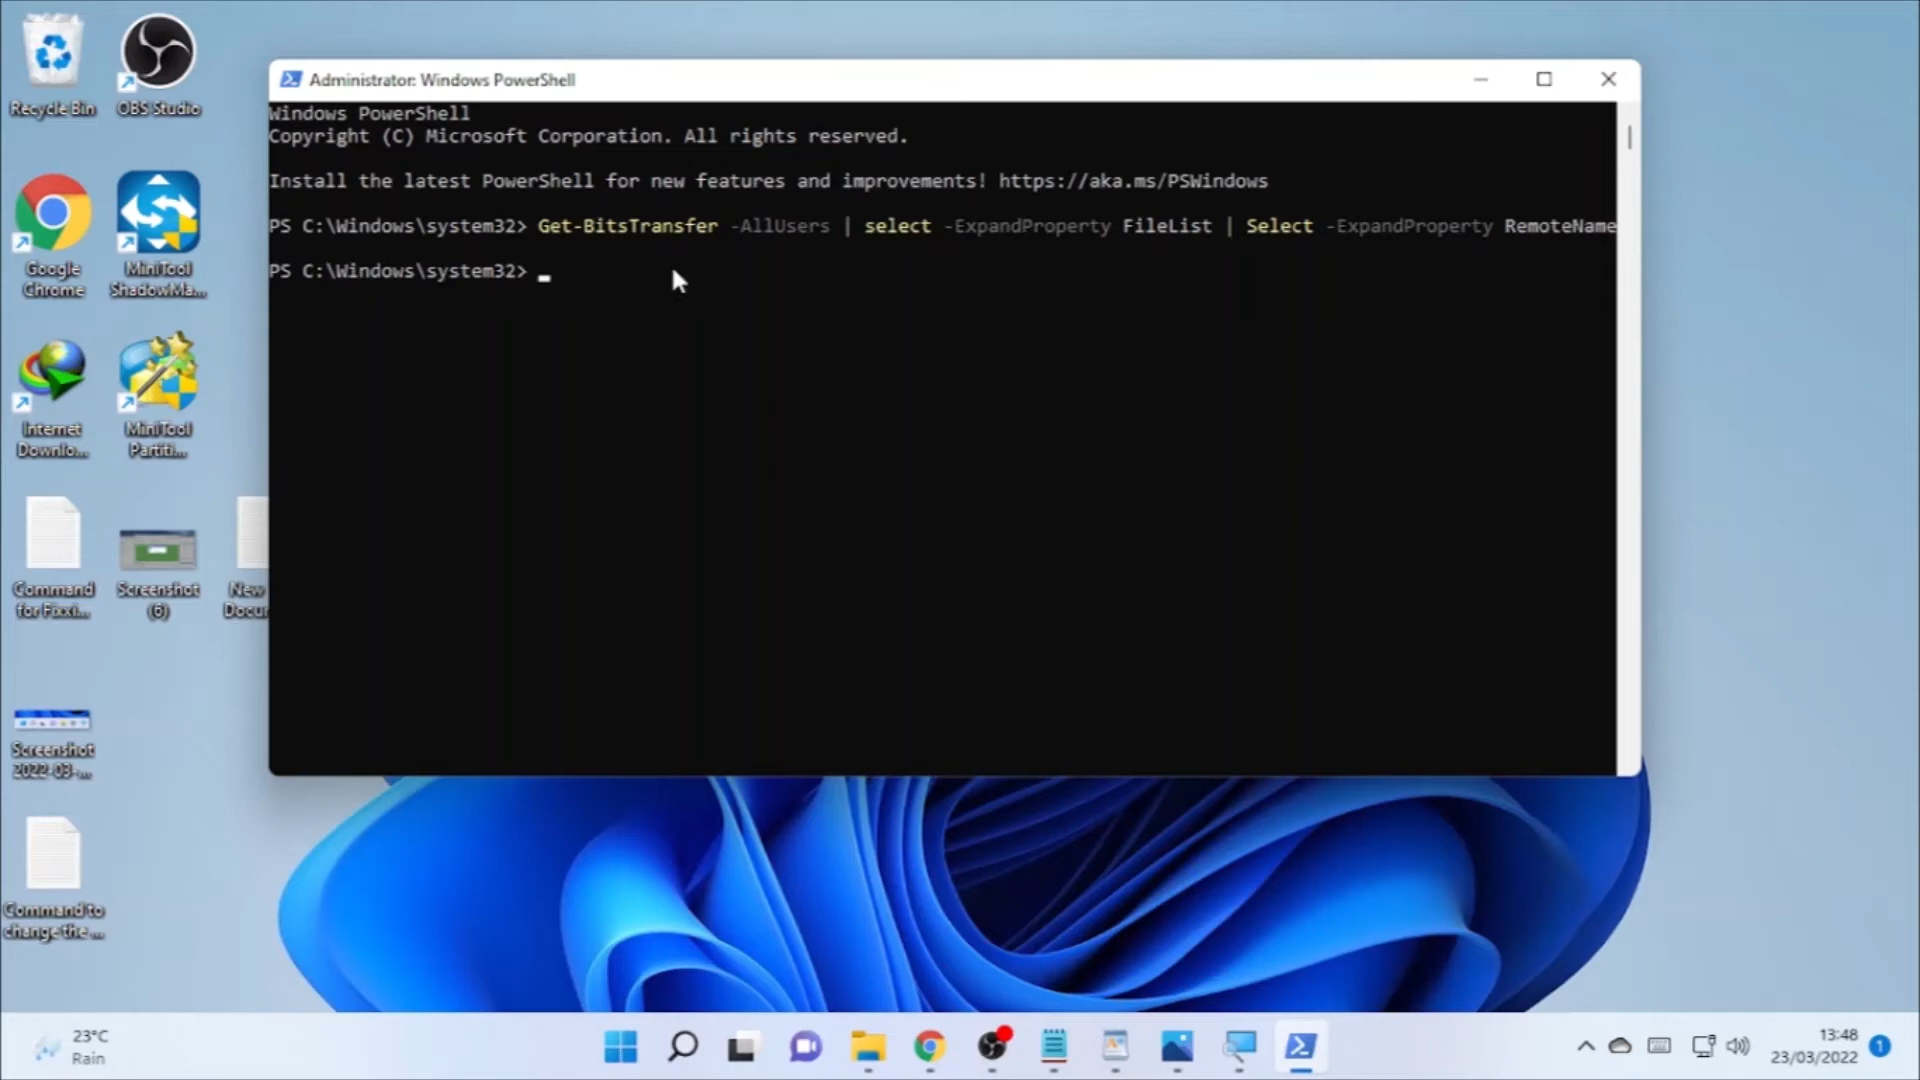 Recycle Bin
OBS Studio
Administrator: Windows PowerShell
Windows PowerShell
Copyright (C) Microsoft Corporation. All rights reserved.
Install the latest PowerShell for new features and improvements! https://aka.ms/PSWindows
PS C:\Windows\system32> Get-BitsTransfer -AllUsers | select -ExpandProperty FileList | Select -ExpandProperty RemoteName
PS C:\Windows\system32>
Google
Chrome
MiniTool
ShadowMa...
Internet
Downlo...
MiniTool
Partiti...
Command
for Fixxi...
Screenshot
(6)
New
Docu
Screenshot
2022-03-...
Command to
change the ...
23°C
Rain
13:48
23/03/2022
1